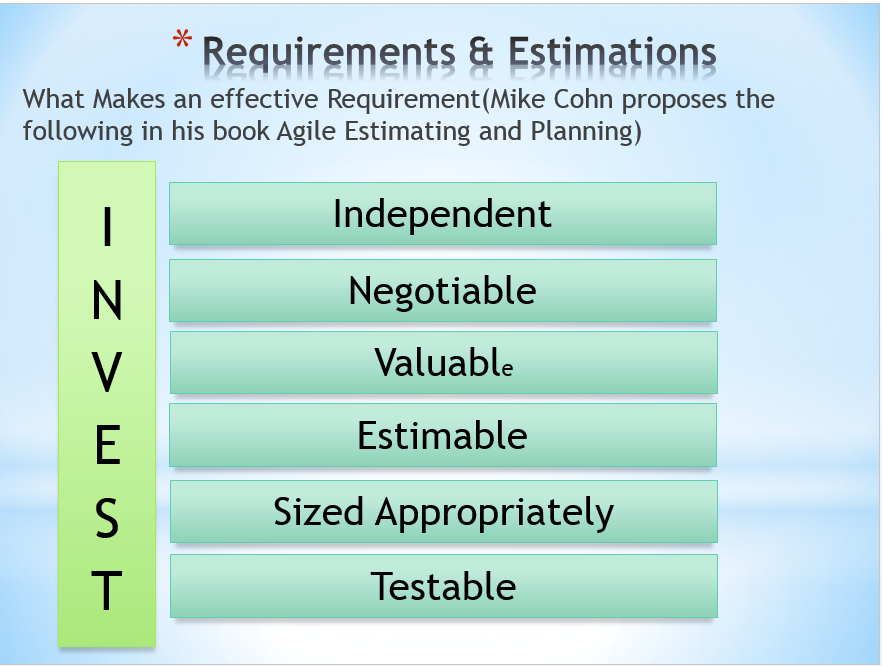 * Requirements & Estimations
What Makes an effective Requirement(Mike Cohn proposes the
following in his book Agile Estimating and Planning)
I
Independent
N
Negotiable
V
Valuable
E
Estimable
S
Sized Appropriately
T
Testable